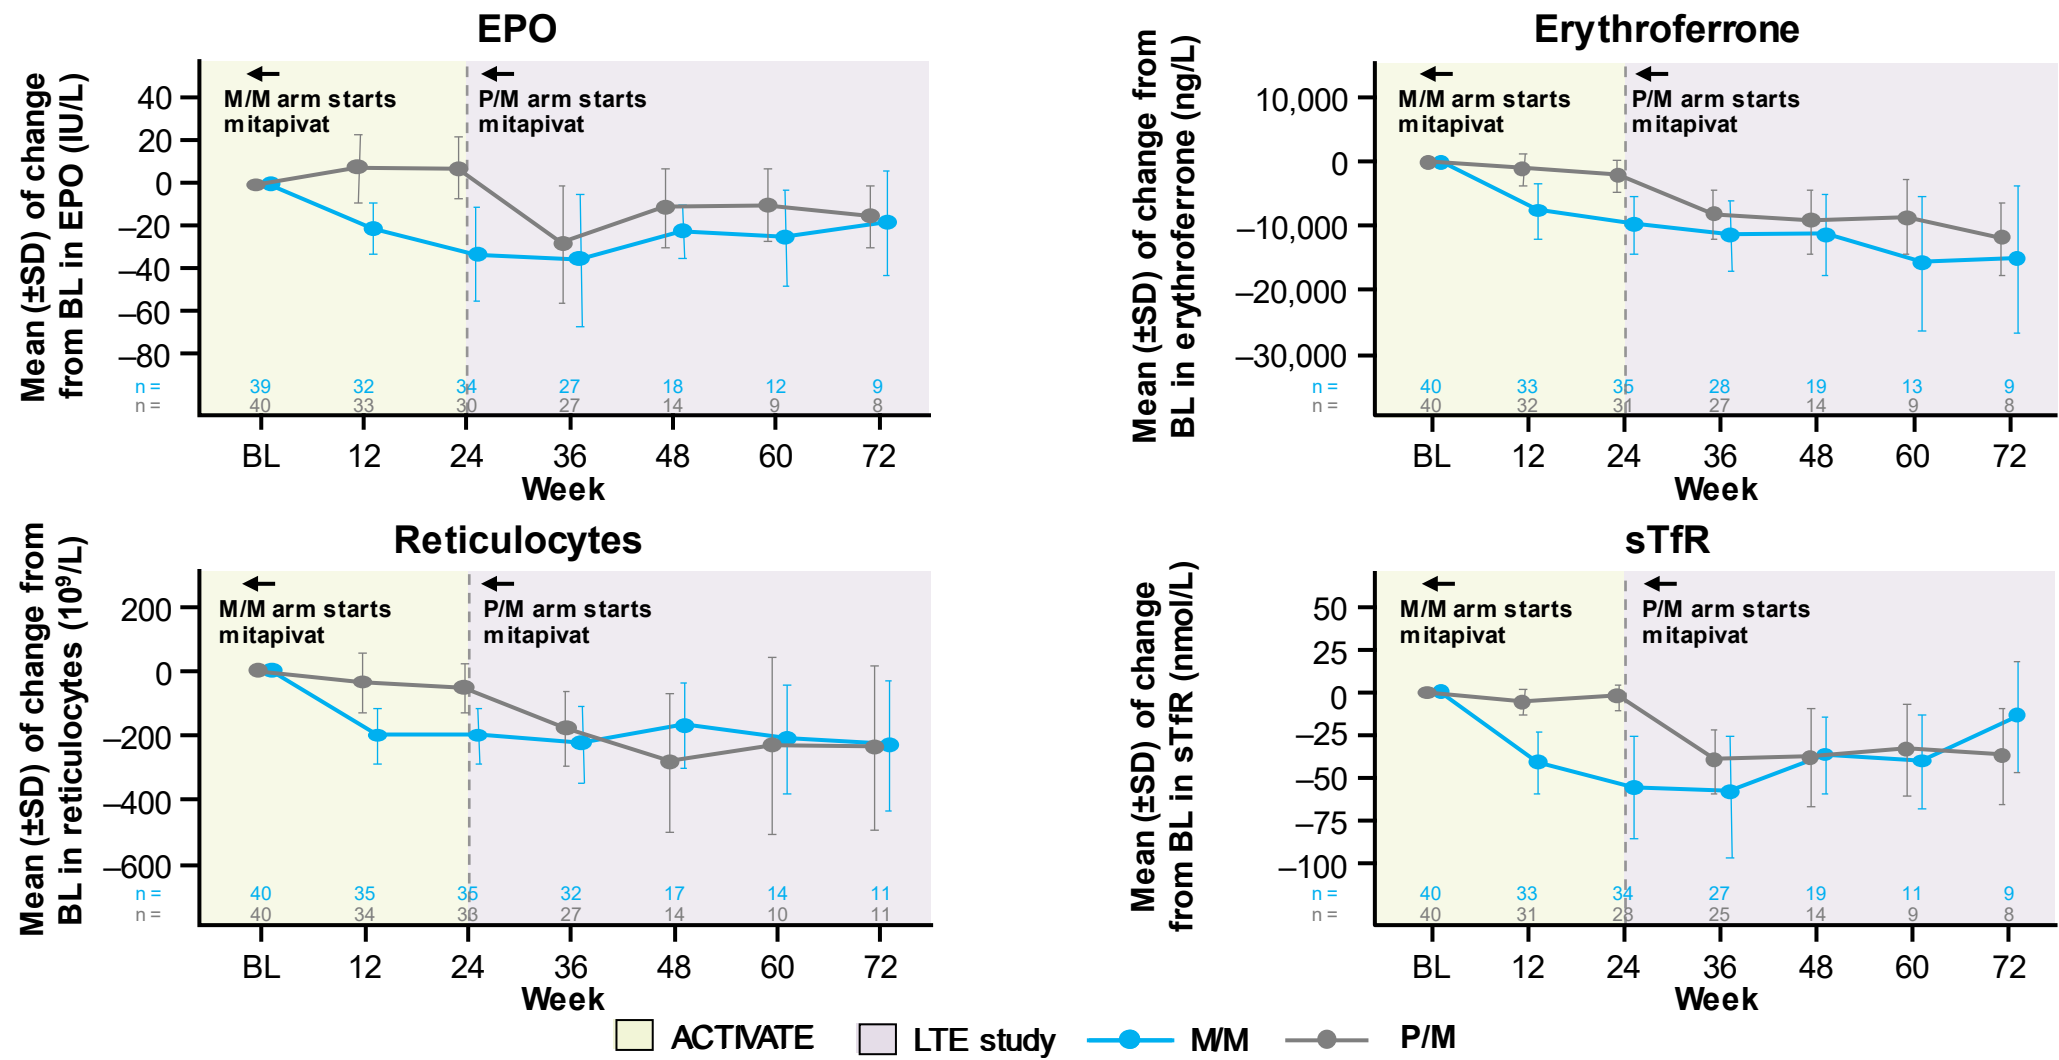 EPO
Mean (±SD) of change
from BL in EPO (IU/L)
40
20
0
–20
–40
–60
–80
M/M arm starts
mitapivat
P/M arm starts
mitapivat
n = 39 32 34 27 18 12 9
n = 40 33 30 27 14 9 8
BL 12 24 36 48 60 72
Week
Erythroferrone
Mean (±SD) of change from
BL in erythroferrone (ng/L)
10,000
0
–10,000
–20,000
–30,000
M/M arm starts
mitapivat
P/M arm starts
mitapivat
n = 40 33 35 28 19 13 9
n = 40 32 31 27 14 9 8
BL 12 24 36 48 60 72
Week
Reticulocytes
Mean (±SD) of change from
BL in reticulocytes (10⁹/L)
200
0
–200
–400
–600
M/M arm starts
mitapivat
P/M arm starts
mitapivat
n = 40 35 35 32 17 14 11
n = 40 34 33 27 14 10 11
BL 12 24 36 48 60 72
Week
sTfR
Mean (±SD) of change
from BL in sTfR (nmol/L)
50
25
0
–25
–50
–75
–100
M/M arm starts
mitapivat
P/M arm starts
mitapivat
n = 40 33 34 27 19 11 9
n = 40 31 28 25 14 9 8
BL 12 24 36 48 60 72
Week
ACTIVATE LTE study M/M P/M